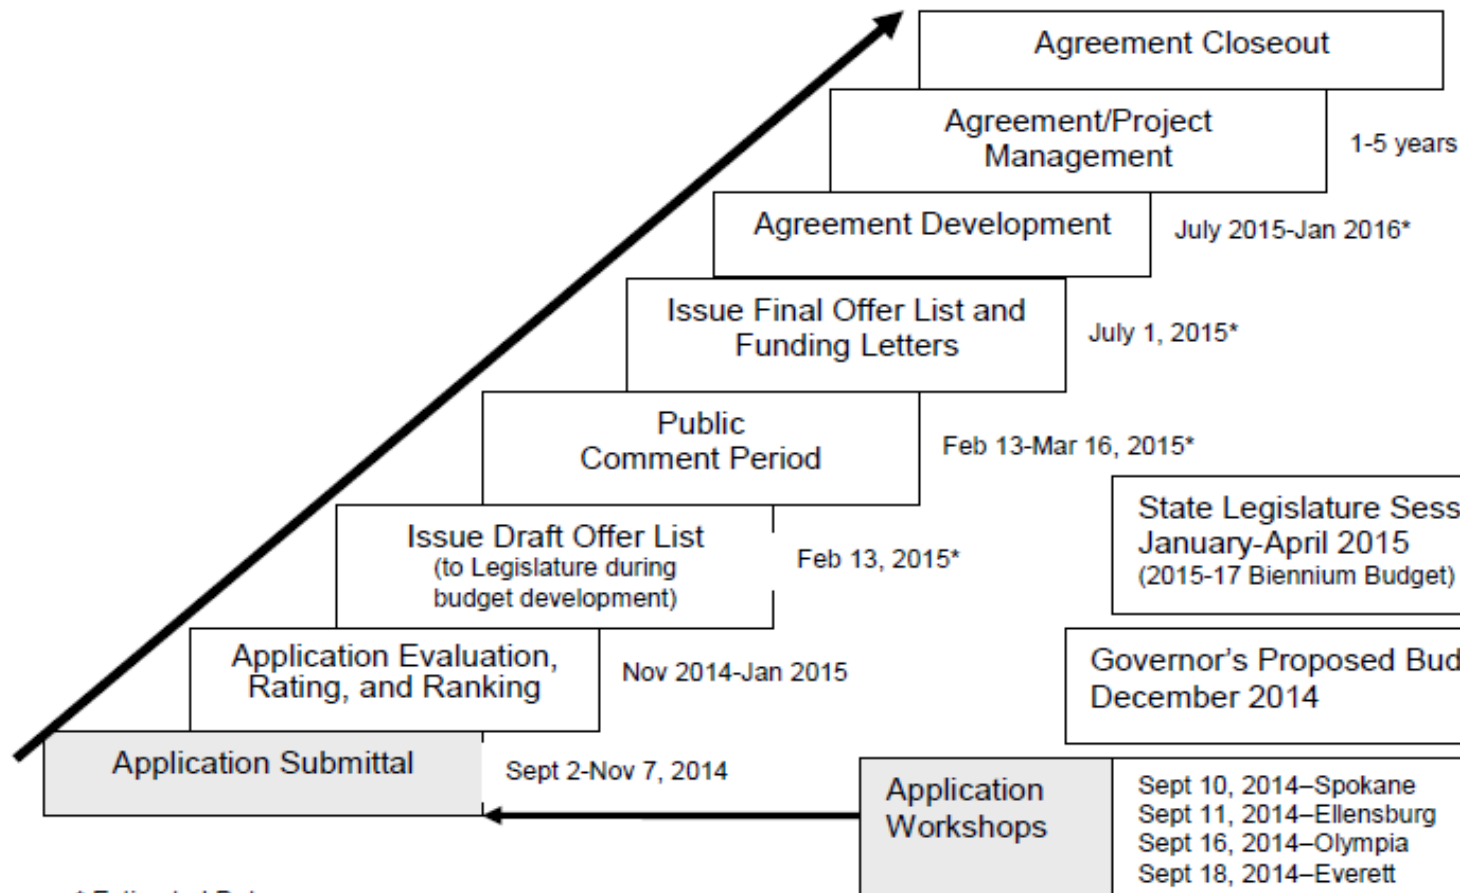 Agreement Closeout
Agreement/Project
Management
1-5 years
Agreement Development
July 2015-Jan 2016*
Issue Final Offer List and
Funding Letters
July 1, 2015*
Public
Comment Period
Feb 13-Mar 16, 2015*
State Legislature Sess
January-April 2015
(2015-17 Biennium Budget)
Issue Draft Offer List
(to Legislature during
budget development)
Feb 13, 2015*
Application Evaluation,
Rating, and Ranking
Nov 2014-Jan 2015
Governor's Proposed Bud
December 2014
Application Submittal
Sept 2-Nov 7, 2014
Application
Workshops
Sept 10, 2014–Spokane
Sept 11, 2014–Ellensburg
Sept 16, 2014–Olympia
Sept 18, 2014–Everett